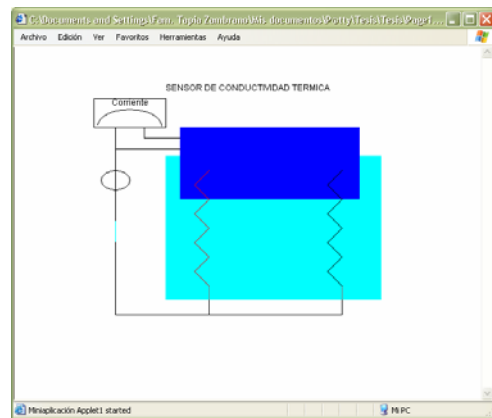 C:\Documents and Settings\Fam. Tapia Zambrano\Mis documentos\Patty\Tesis\Tesis\Page1...
Archivo Edición Ver Favoritos Herramientas Ayuda
SENSOR DE CONDUCTIVIDAD TERMICA
Corriente
Miniaplicación Applet1 started
Mi PC